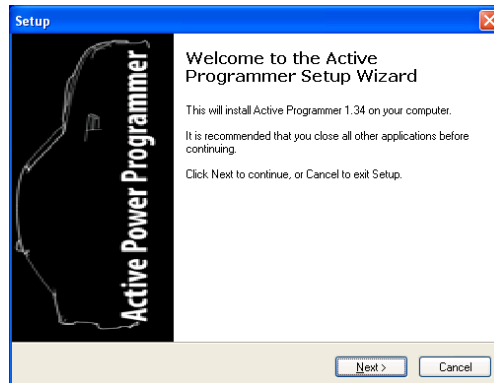 Setup
Active Power Programmer
Welcome to the Active
Programmer Setup Wizard
This will install Active Programmer 1.34 on your computer.
It is recommended that you close all other applications before
continuing.
Click Next to continue, or Cancel to exit Setup.
Next >
Cancel